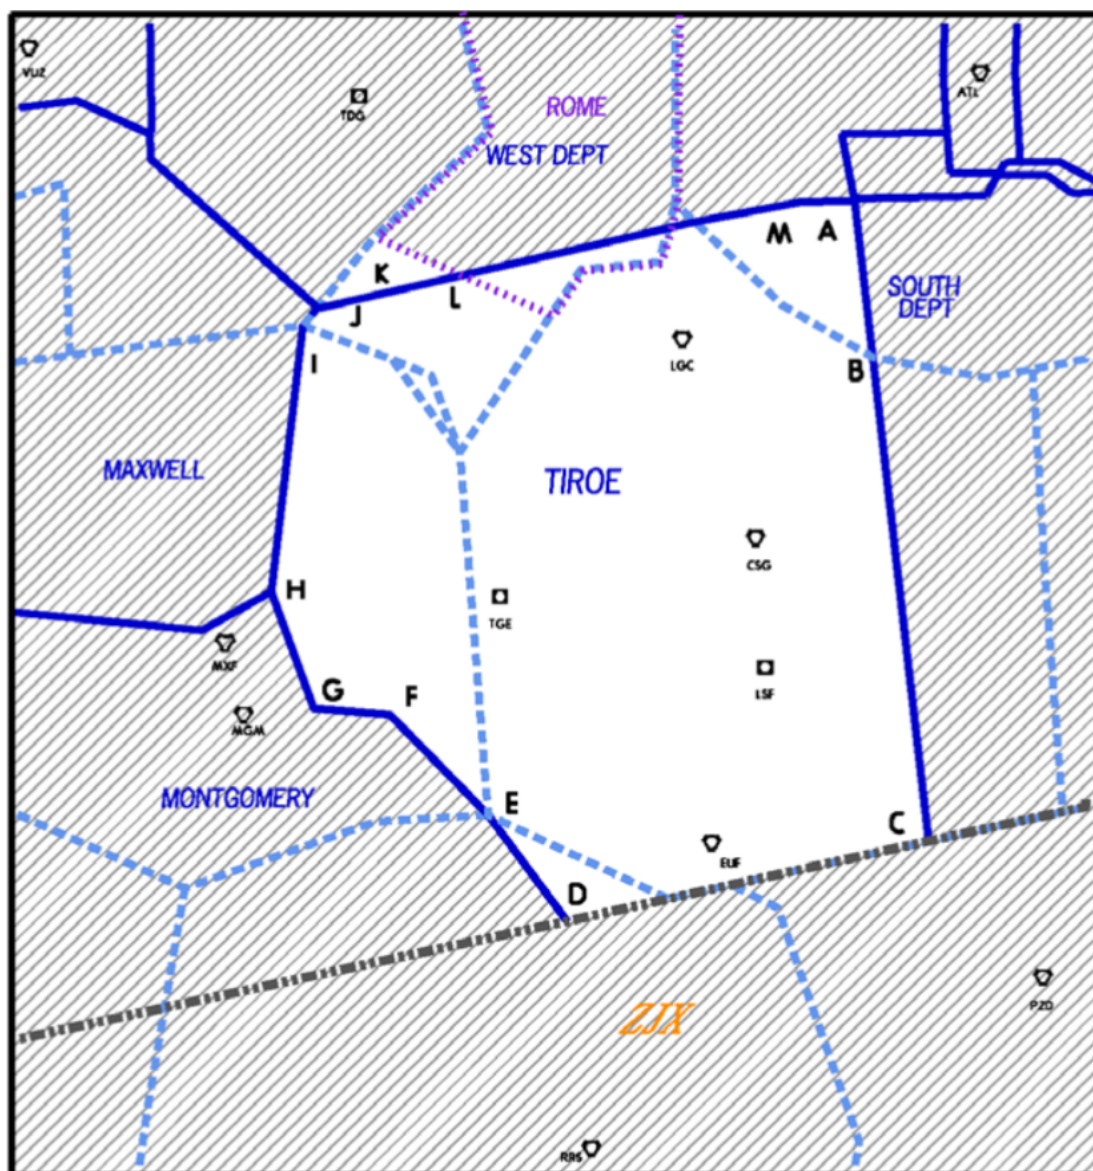 VUZ
TDG
ROME
WEST DEPT
ATL
M
A
K
L
J
SOUTH
DEPT
LGC
I
B
MAXWELL
TIROE
CSG
H
TGE
MXF
LSF
G
F
MGM
MONTGOMERY
E
C
EUF
D
PZD
ZJX
RRS